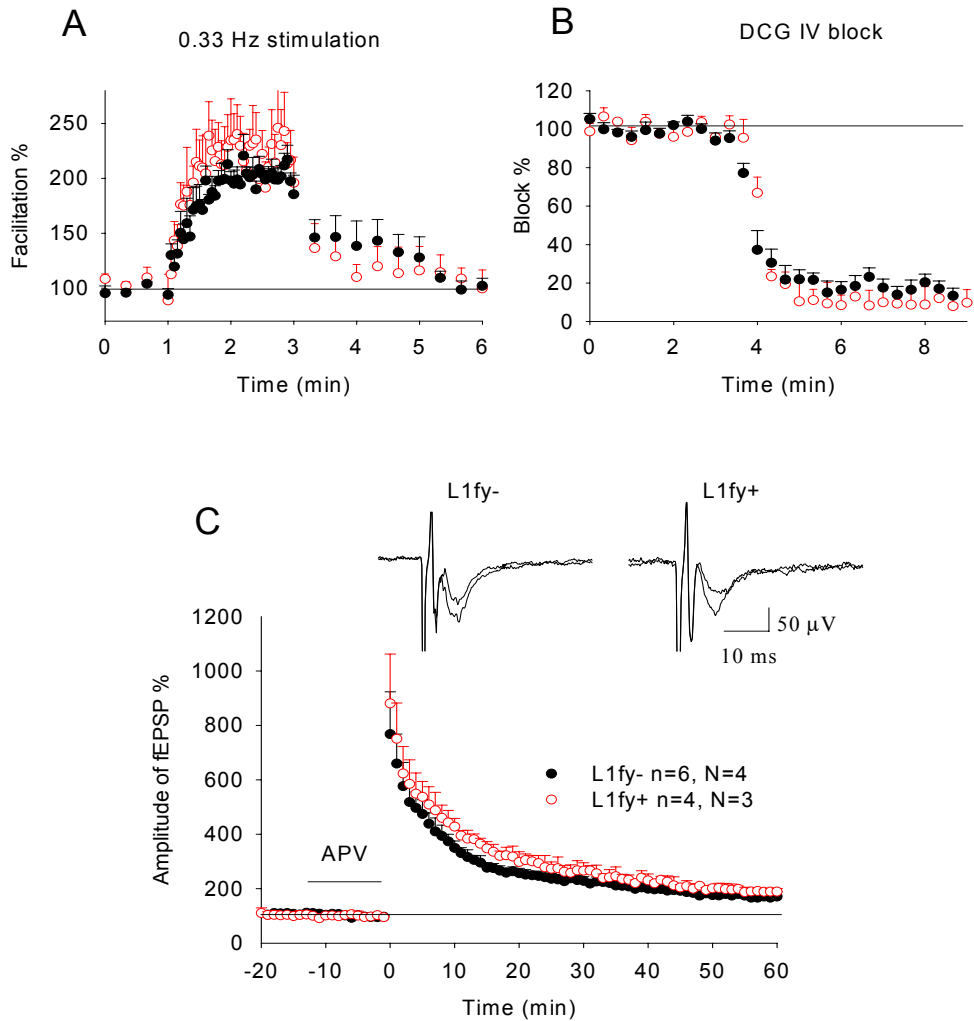 A
0.33 Hz stimulation
250
200
150
100
Facilitation %
0 1 2 3 4 5 6
Time (min)
B
DCG IV block
120
100
80
60
40
20
0
Block %
0 2 4 6 8
Time (min)
C
L1fy- L1fy+
50 µV
10 ms
1200
1000
800
600
400
200
0
Amplitude of fEPSP %
APV
L1fy- n=6, N=4
L1fy+ n=4, N=3
-20 -10 0 10 20 30 40 50 60
Time (min)